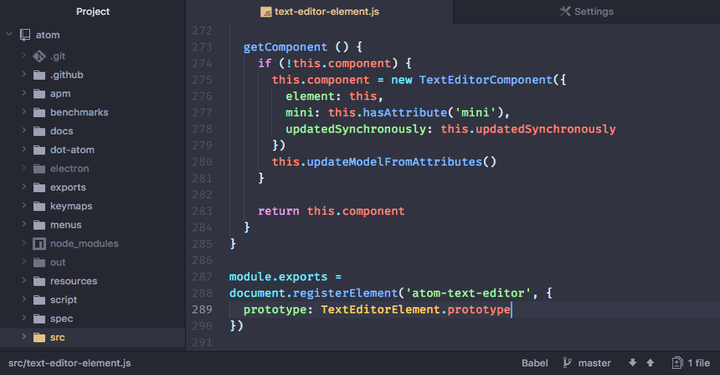 Project
atom
.git
.github
apm
benchmarks
docs
dot-atom
electron
exports
keymaps
menus
node_modules
out
resources
script
spec
src
text-editor-element.js
Settings
272
273 getComponent () {
274 if (!this.component) {
275 this.component = new TextEditorComponent({
276 element: this,
277 mini: this.hasAttribute('mini'),
278 updatedSynchronously: this.updatedSynchronously
279 })
280 this.updateModelFromAttributes()
281 }
282
283 return this.component
284 }
285 }
286
287 module.exports =
288 document.registerElement('atom-text-editor', {
289 prototype: TextEditorElement.prototype
290 })
291
src/text-editor-element.js
Babel
master
1 file